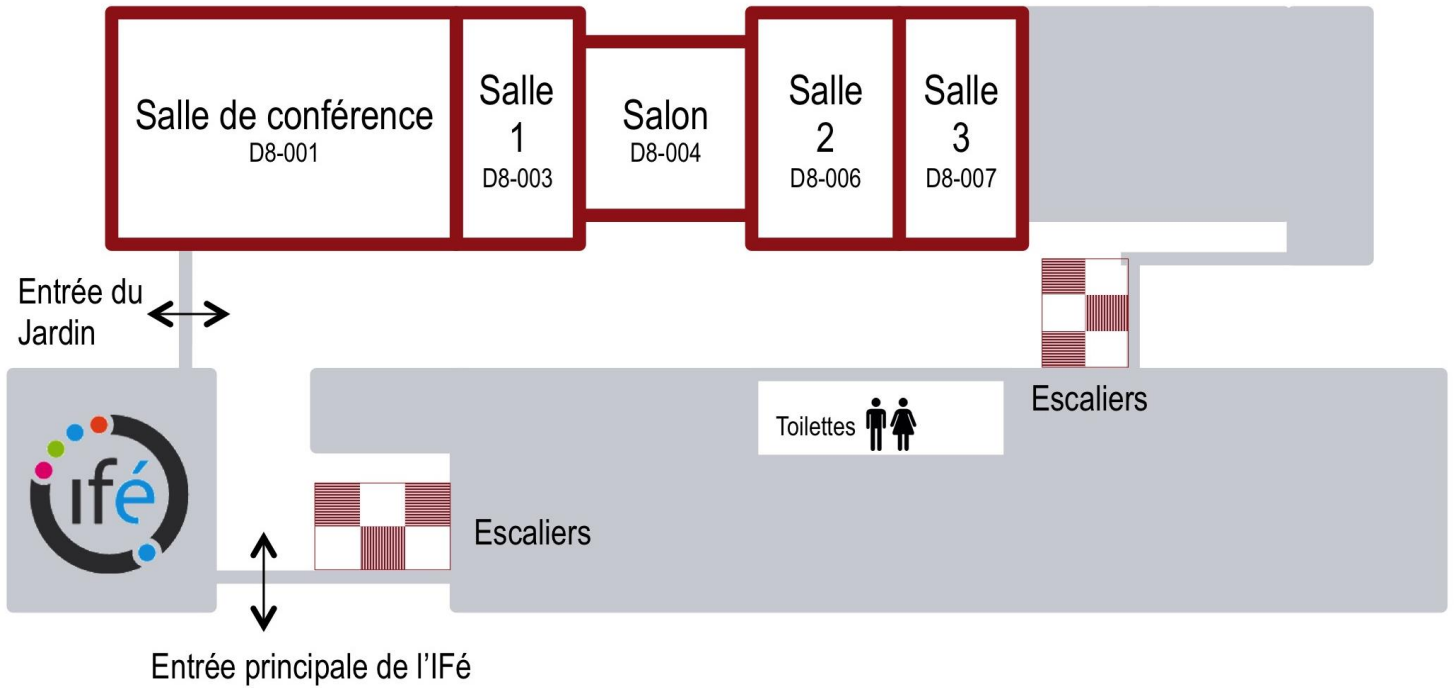 Salle de conférence
D8-001
Salle
1
D8-003
Salon
D8-004
Salle
2
D8-006
Salle
3
D8-007
Entrée du
Jardin
ifé
Toilettes
Escaliers
Escaliers
Entrée principale de l’IFé